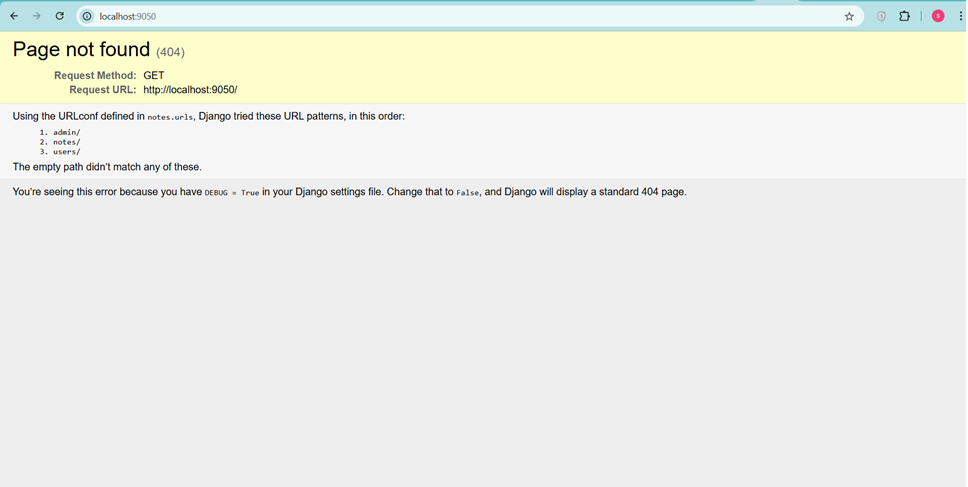 localhost:9050
s
Page not found (404)
Request Method: GET
Request URL: http://localhost:9050/
Using the URLconf defined in notes.urls, Django tried these URL patterns, in this order:
1. admin/
2. notes/
3. users/
The empty path didn't match any of these.
You're seeing this error because you have DEBUG = True in your Django settings file. Change that to False, and Django will display a standard 404 page.